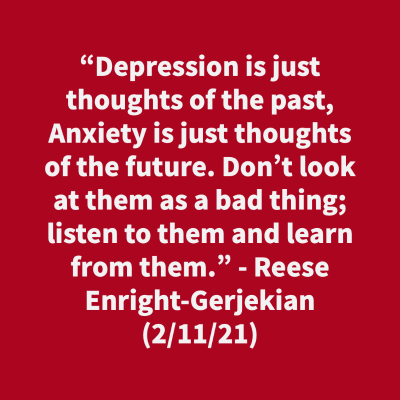 “Depression is just
thoughts of the past,
Anxiety is just thoughts
of the future. Don’t look
at them as a bad thing;
listen to them and learn
from them.” - Reese
Enright-Gerjekian
(2/11/21)